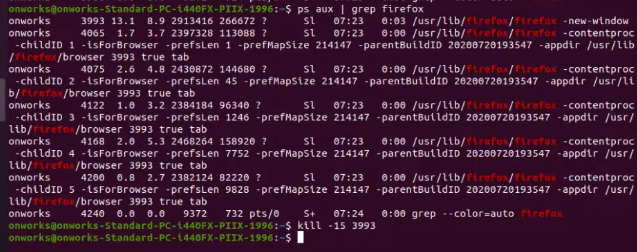 onworks@onworks-Standard-PC-i440FX-PIIX-1996:~$ ps aux | grep firefox
onworks     3993 13.1  8.9 2913416 266672 ?      Sl   07:23   0:03 /usr/lib/firefox/firefox -new-window
onworks     4065  1.7  3.7 2397328 113088 ?      Sl   07:23   0:00 /usr/lib/firefox/firefox -contentproc
 -childID 1 -isForBrowser -prefsLen 1 -prefMapSize 214147 -parentBuildID 20200720193547 -appdir /usr/lib
/firefox/browser 3993 true tab
onworks     4075  2.6  4.8 2430872 144680 ?      Sl   07:23   0:00 /usr/lib/firefox/firefox -contentproc
 -childID 2 -isForBrowser -prefsLen 45 -prefMapSize 214147 -parentBuildID 20200720193547 -appdir /usr/li
b/firefox/browser 3993 true tab
onworks     4122  1.0  3.2 2384184 96340 ?       Sl   07:23   0:00 /usr/lib/firefox/firefox -contentproc
 -childID 3 -isForBrowser -prefsLen 1246 -prefMapSize 214147 -parentBuildID 20200720193547 -appdir /usr/
lib/firefox/browser 3993 true tab
onworks     4168  2.0  5.3 2468264 158920 ?      Sl   07:23   0:00 /usr/lib/firefox/firefox -contentproc
 -childID 4 -isForBrowser -prefsLen 7752 -prefMapSize 214147 -parentBuildID 20200720193547 -appdir /usr/
lib/firefox/browser 3993 true tab
onworks     4200  0.8  2.7 2382124 82220 ?       Sl   07:23   0:00 /usr/lib/firefox/firefox -contentproc
 -childID 5 -isForBrowser -prefsLen 9828 -prefMapSize 214147 -parentBuildID 20200720193547 -appdir /usr/
lib/firefox/browser 3993 true tab
onworks     4240  0.0  0.0   9372   732 pts/0    S+   07:24   0:00 grep --color=auto firefox
onworks@onworks-Standard-PC-i440FX-PIIX-1996:~$ kill -15 3993
onworks@onworks-Standard-PC-i440FX-PIIX-1996:~$